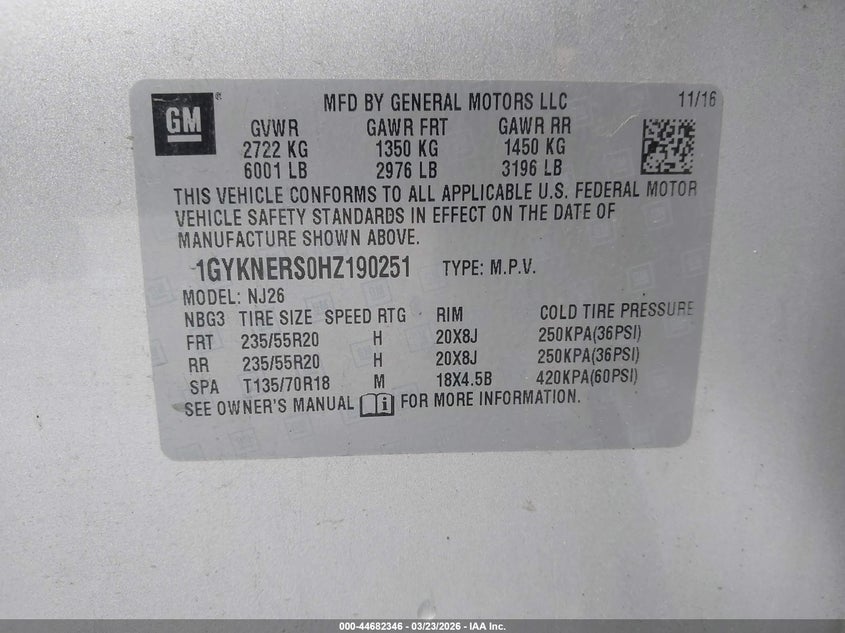 GM
®
MFD BY GENERAL MOTORS LLC 11/16
GVWR GAWR FRT GAWR RR
2722 KG 1350 KG 1450 KG
6001 LB 2976 LB 3196 LB
THIS VEHICLE CONFORMS TO ALL APPLICABLE U.S. FEDERAL MOTOR
VEHICLE SAFETY STANDARDS IN EFFECT ON THE DATE OF
MANUFACTURE SHOWN ABOVE.
1GYKNERS0HZ190251 TYPE: M.P.V.
MODEL: NJ26
NBG3 TIRE SIZE SPEED RTG RIM COLD TIRE PRESSURE
FRT 235/55R20 H 20X8J 250KPA(36PSI)
RR 235/55R20 H 20X8J 250KPA(36PSI)
SPA T135/70R18 M 18X4.5B 420KPA(60PSI)
SEE OWNER'S MANUAL i FOR MORE INFORMATION.
000-44682346 | 03/23/2026 | IAA Inc.